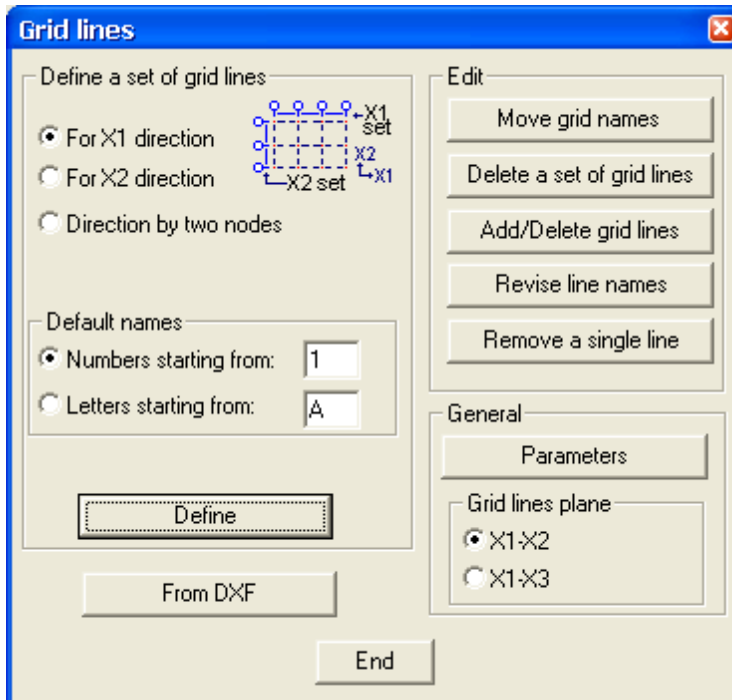 Grid lines
Define a set of grid lines
For X1 direction
For X2 direction
Direction by two nodes
X1
set
X2
X1
X2 set
Default names
Numbers starting from: 1
Letters starting from: A
Define
From DXF
Edit
Move grid names
Delete a set of grid lines
Add/Delete grid lines
Revise line names
Remove a single line
General
Parameters
Grid lines plane
X1-X2
X1-X3
End